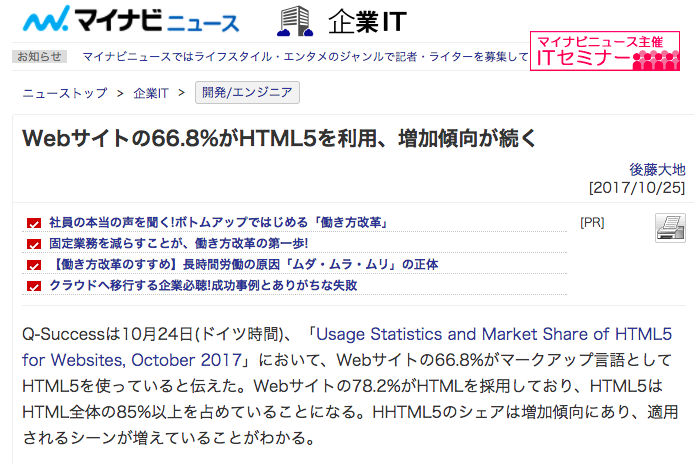 マイナビニュース 企業IT
お知らせ マイナビニュースではライフスタイル・エンタメのジャンルで記者・ライターを募集して
マイナビニュース主催
ITセミナー
ニューストップ > 企業IT > 開発/エンジニア
Webサイトの66.8%がHTML5を利用、増加傾向が続く
後藤大地
[2017/10/25]
社員の本当の声を聞く!ボトムアップではじめる「働き方改革」 [PR]
固定業務を減らすことが、働き方改革の第一歩!
【働き方改革のすすめ】長時間労働の原因「ムダ・ムラ・ムリ」の正体
クラウドへ移行する企業必聴!成功事例とありがちな失敗
Q-Successは10月24日(ドイツ時間)、「Usage Statistics and Market Share of HTML5
for Websites, October 2017」において、Webサイトの66.8%がマークアップ言語として
HTML5を使っていると伝えた。Webサイトの78.2%がHTMLを採用しており、HTML5は
HTML全体の85%以上を占めていることになる。HHTML5のシェアは増加傾向にあり、適用
されるシーンが増えていることがわかる。